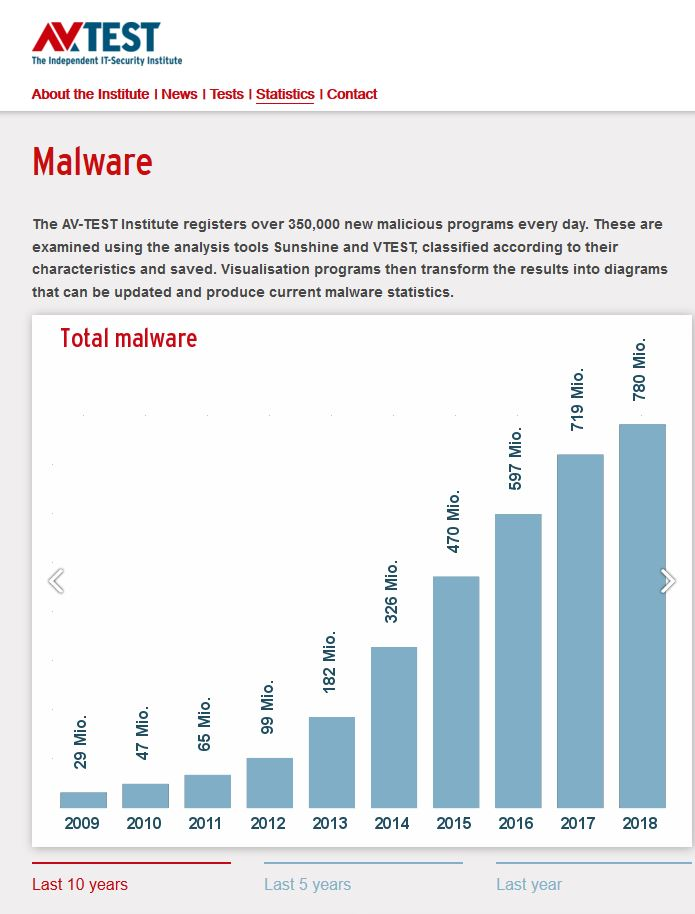 AV TEST
The Independent IT-Security Institute
About the Institute | News | Tests | Statistics | Contact
Malware
The AV-TEST Institute registers over 350,000 new malicious programs every day. These are
examined using the analysis tools Sunshine and VTEST, classified according to their
characteristics and saved. Visualisation programs then transform the results into diagrams
that can be updated and produce current malware statistics.
Total malware
29 Mio.
47 Mio.
65 Mio.
99 Mio.
182 Mio.
326 Mio.
470 Mio.
597 Mio.
719 Mio.
780 Mio.
2009 2010 2011 2012 2013 2014 2015 2016 2017 2018
Last 10 years Last 5 years Last year